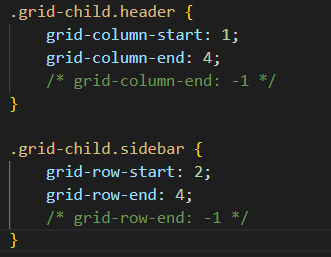 .grid-child.header {
    grid-column-start: 1;
    grid-column-end: 4;
    /* grid-column-end: -1 */
}

.grid-child.sidebar {
    grid-row-start: 2;
    grid-row-end: 4;
    /* grid-row-end: -1 */
}